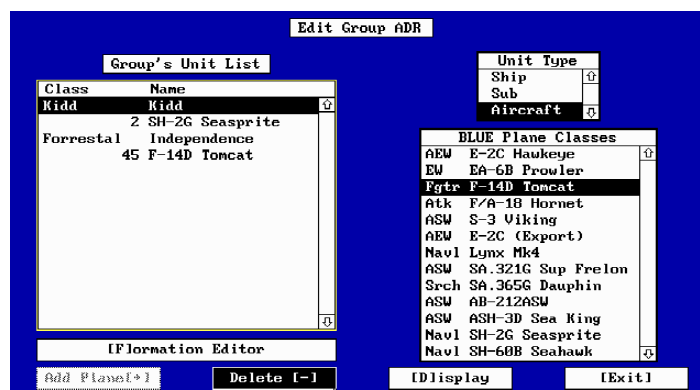 Edit Group ADR
Group's Unit List
Class Name
Kidd Kidd
2 SH-2G Seasprite
Forrestal Independence
45 F-14D Tomcat
[F]ormation Editor
Add Plane[+]
Delete [-]
Unit Type
Ship
Sub
Aircraft
BLUE Plane Classes
AEW E-2C Hawkeye
EW EA-6B Prowler
Fgtr F-14D Tomcat
Atk F/A-18 Hornet
ASW S-3 Viking
AEW E-2C (Export)
Navl Lynx Mk4
ASW SA.321G Sup Frelon
Srch SA.365G Dauphin
ASW AB-212ASW
ASW ASH-3D Sea King
Navl SH-2G Seasprite
Navl SH-60B Seahawk
[D]isplay
[Exit]